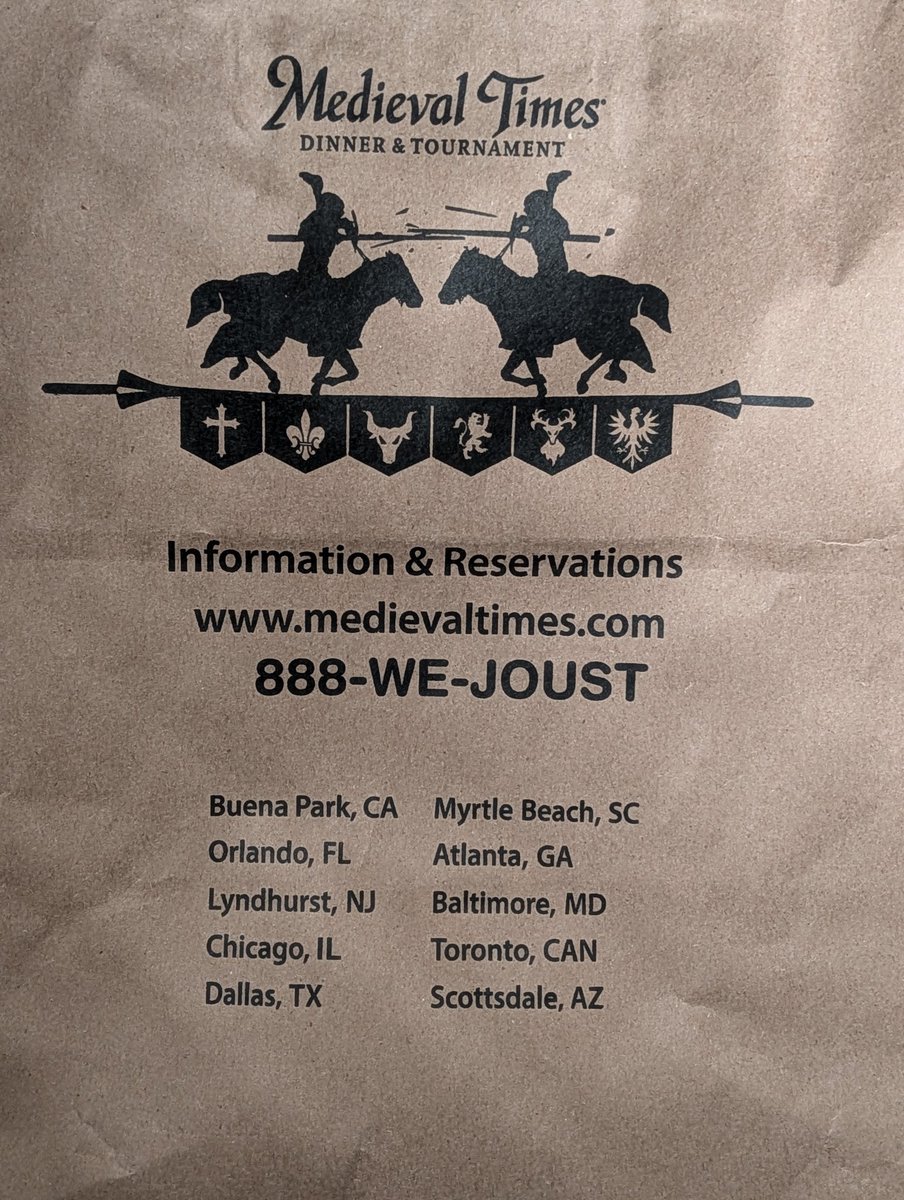 Medieval Times
DINNER & TOURNAMENT
Information & Reservations
www.medievaltimes.com
888-WE-JOUST
Buena Park, CA
Orlando, FL
Lyndhurst, NJ
Chicago, IL
Dallas, TX
Myrtle Beach, SC
Atlanta, GA
Baltimore, MD
Toronto, CAN
Scottsdale, AZ